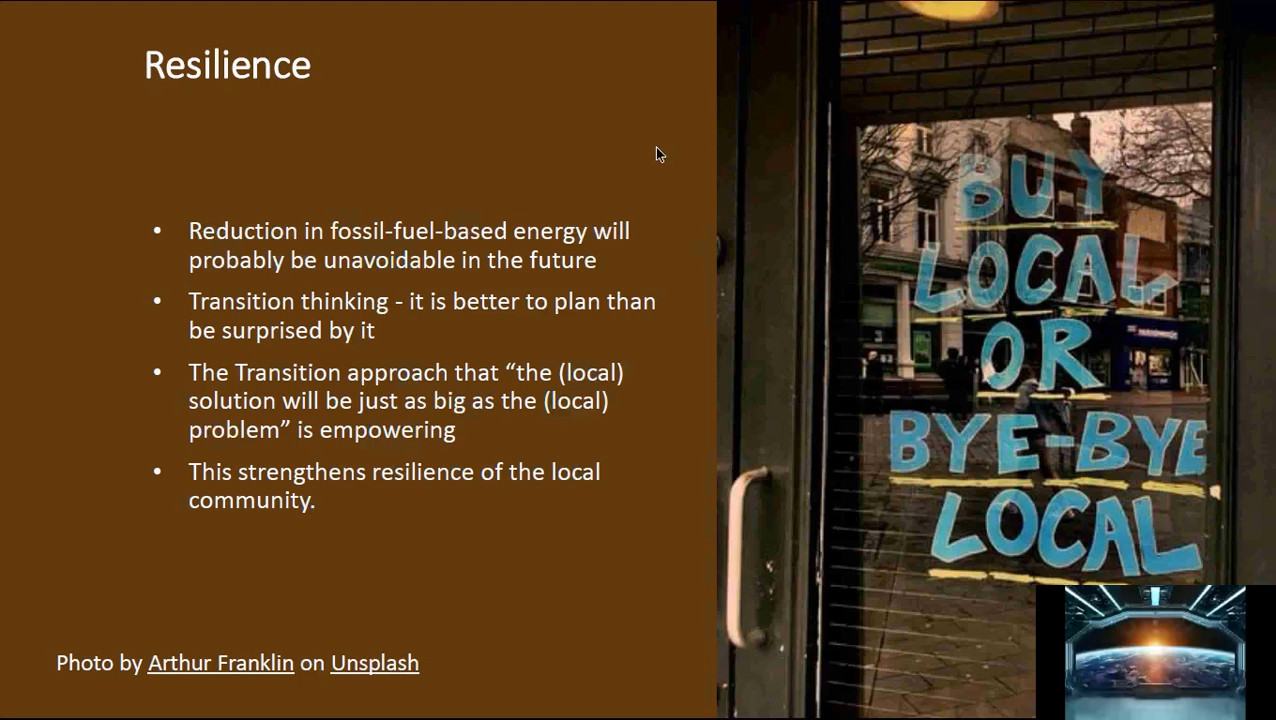 Resilience
• Reduction in fossil-fuel-based energy will
probably be unavoidable in the future
• Transition thinking - it is better to plan than
be surprised by it
• The Transition approach that “the (local)
solution will be just as big as the (local)
problem” is empowering
• This strengthens resilience of the local
community.
Photo by Arthur Franklin on Unsplash
BUY
LOCAL
OR
BYE-BYE
LOCAL